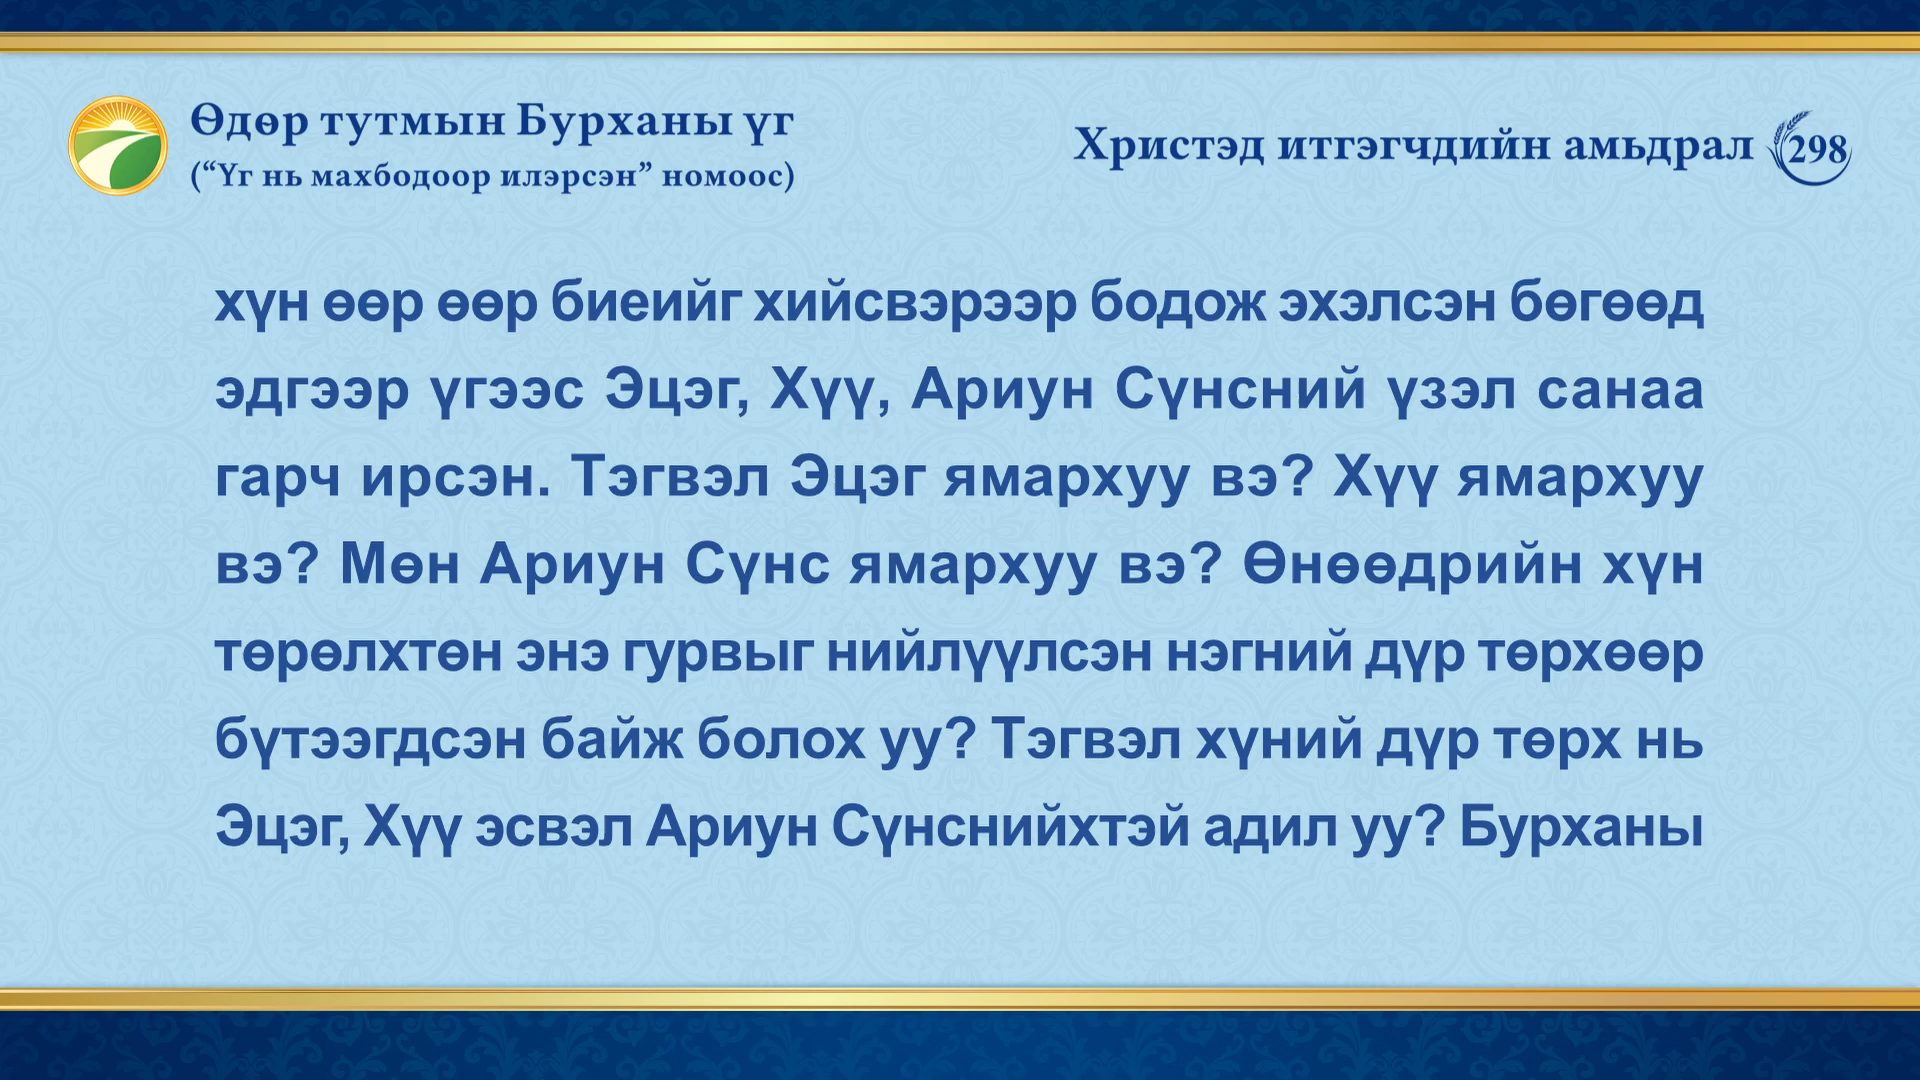 Өдөр тутмын Бурханы үг
(“Үг нь махбодоор илэрсэн” номоос)
Христэд итгэгчдийн амьдрал 298
хүн өөр өөр биеийг хийсвэрээр бодож эхэлсэн бөгөөд
эдгээр үгээс Эцэг, Хүү, Ариун Сүнсний үзэл санаа
гарч ирсэн. Тэгвэл Эцэг ямархуу вэ? Хүү ямархуу
вэ? Мөн Ариун Сүнс ямархуу вэ? Өнөөдрийн хүн
төрөлхтөн энэ гурвыг нийлүүлсэн нэгний дүр төрхөөр
бүтээгдсэн байж болох уу? Тэгвэл хүний дүр төрх нь
Эцэг, Хүү эсвэл Ариун Сүнснийхтэй адил уу? Бурханы